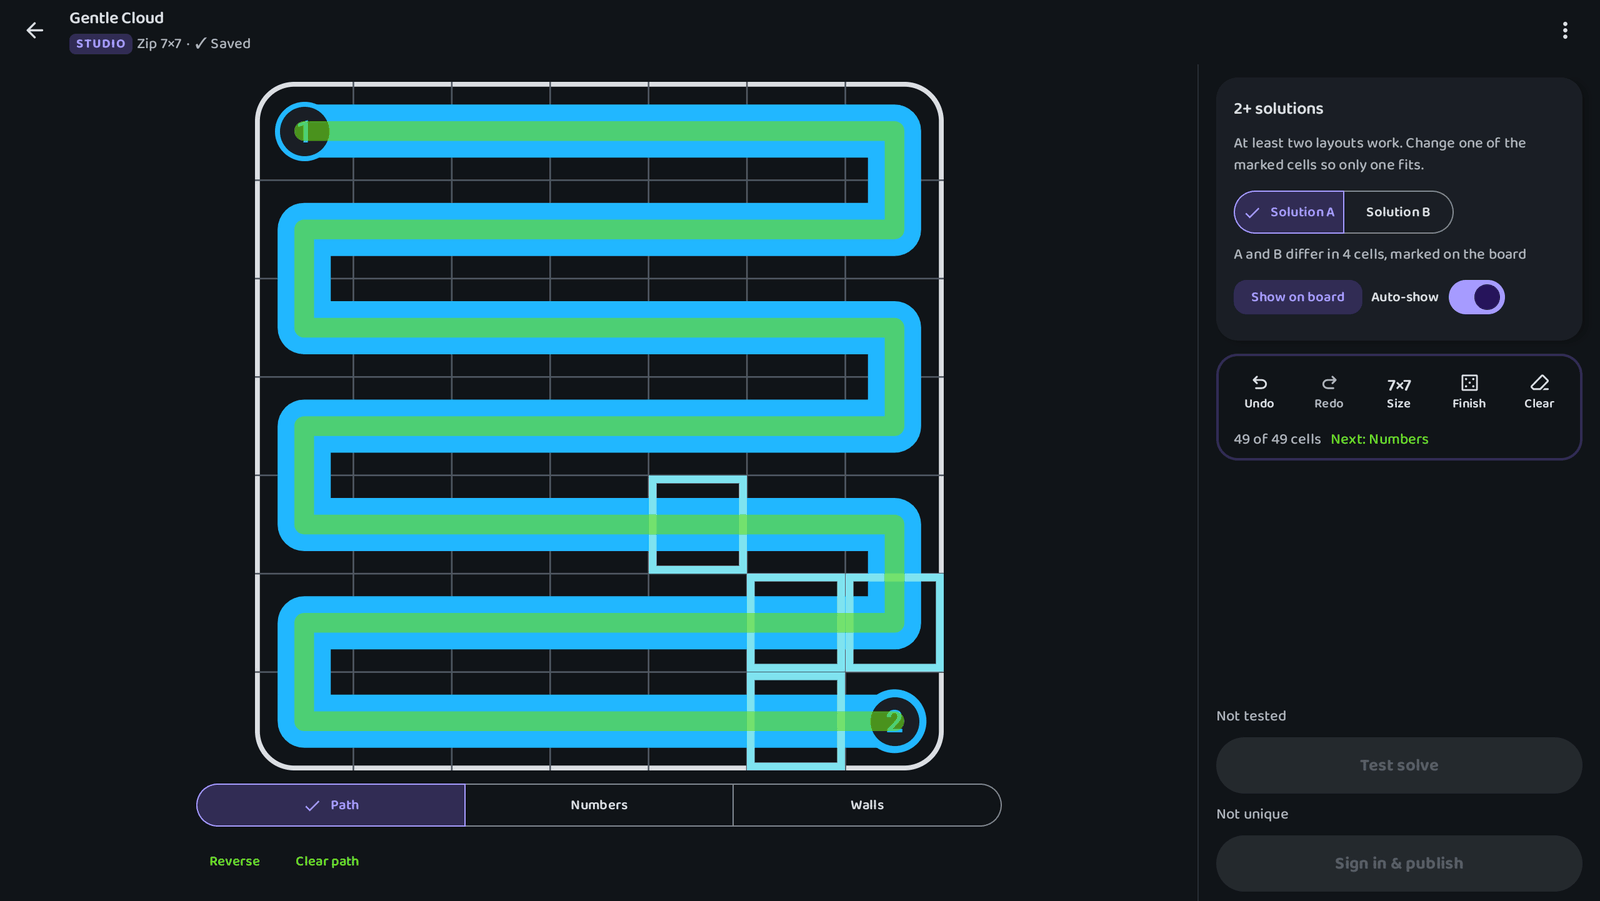 Gentle Cloud
STUDIO Zip 7×7 · ✓ Saved
1
2
Path
Numbers
Walls
Reverse
Clear path
2+ solutions
At least two layouts work. Change one of the
marked cells so only one fits.
Solution A
Solution B
A and B differ in 4 cells, marked on the board
Show on board
Auto-show
Undo
Redo
7×7
Size
Finish
Clear
49 of 49 cells Next: Numbers
Not tested
Test solve
Not unique
Sign in & publish